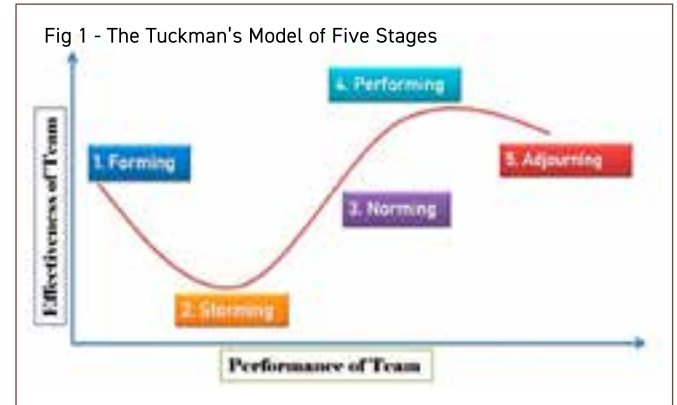 Fig 1 - The Tuckman's Model of Five Stages
4. Performing
1. Forming
5. Adjourning
3. Norming
2. Storming
Effectiveness of Team
Performance of Team